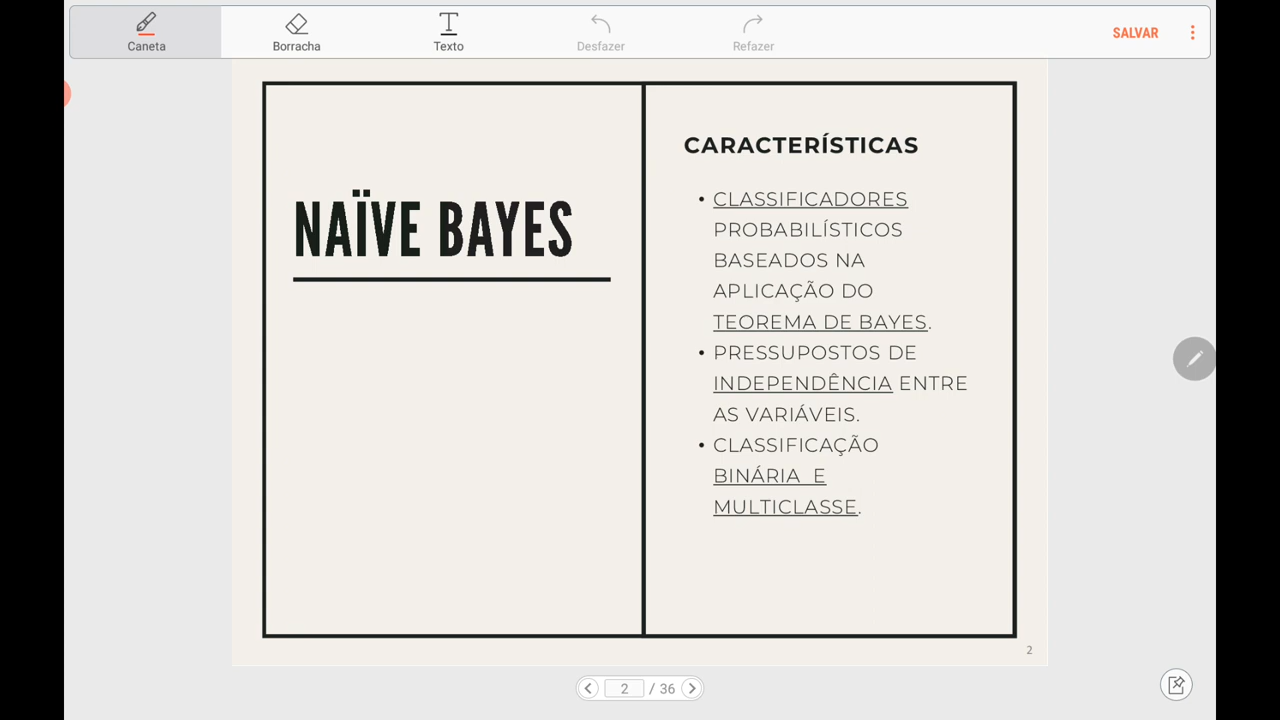 Caneta
Borracha
Texto
Desfazer
Refazer
SALVAR
NAÏVE BAYES
CARACTERÍSTICAS
• CLASSIFICADORES
PROBABILÍSTICOS
BASEADOS NA
APLICAÇÃO DO
TEOREMA DE BAYES.
• PRESSUPOSTOS DE
INDEPENDÊNCIA ENTRE
AS VARIÁVEIS.
• CLASSIFICAÇÃO
BINÁRIA E
MULTICLASSE.
2
2 / 36